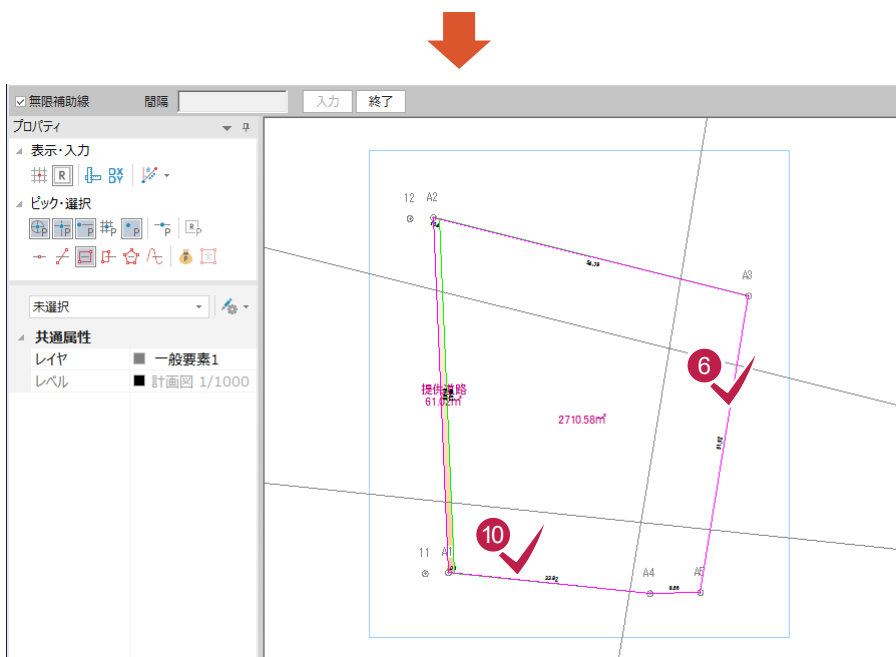 無限補助線 間隔 入力 終了
プロパティ
表示・入力
R DX DY
ピック・選択
P P P P P P R P
P
未選択
共通属性
レイヤ 一般要素1
レベル 計画図 1/1000
12 A2
A3
6
提供道路
61.02㎡
2710.58㎡
10
11 A1
A4 A5